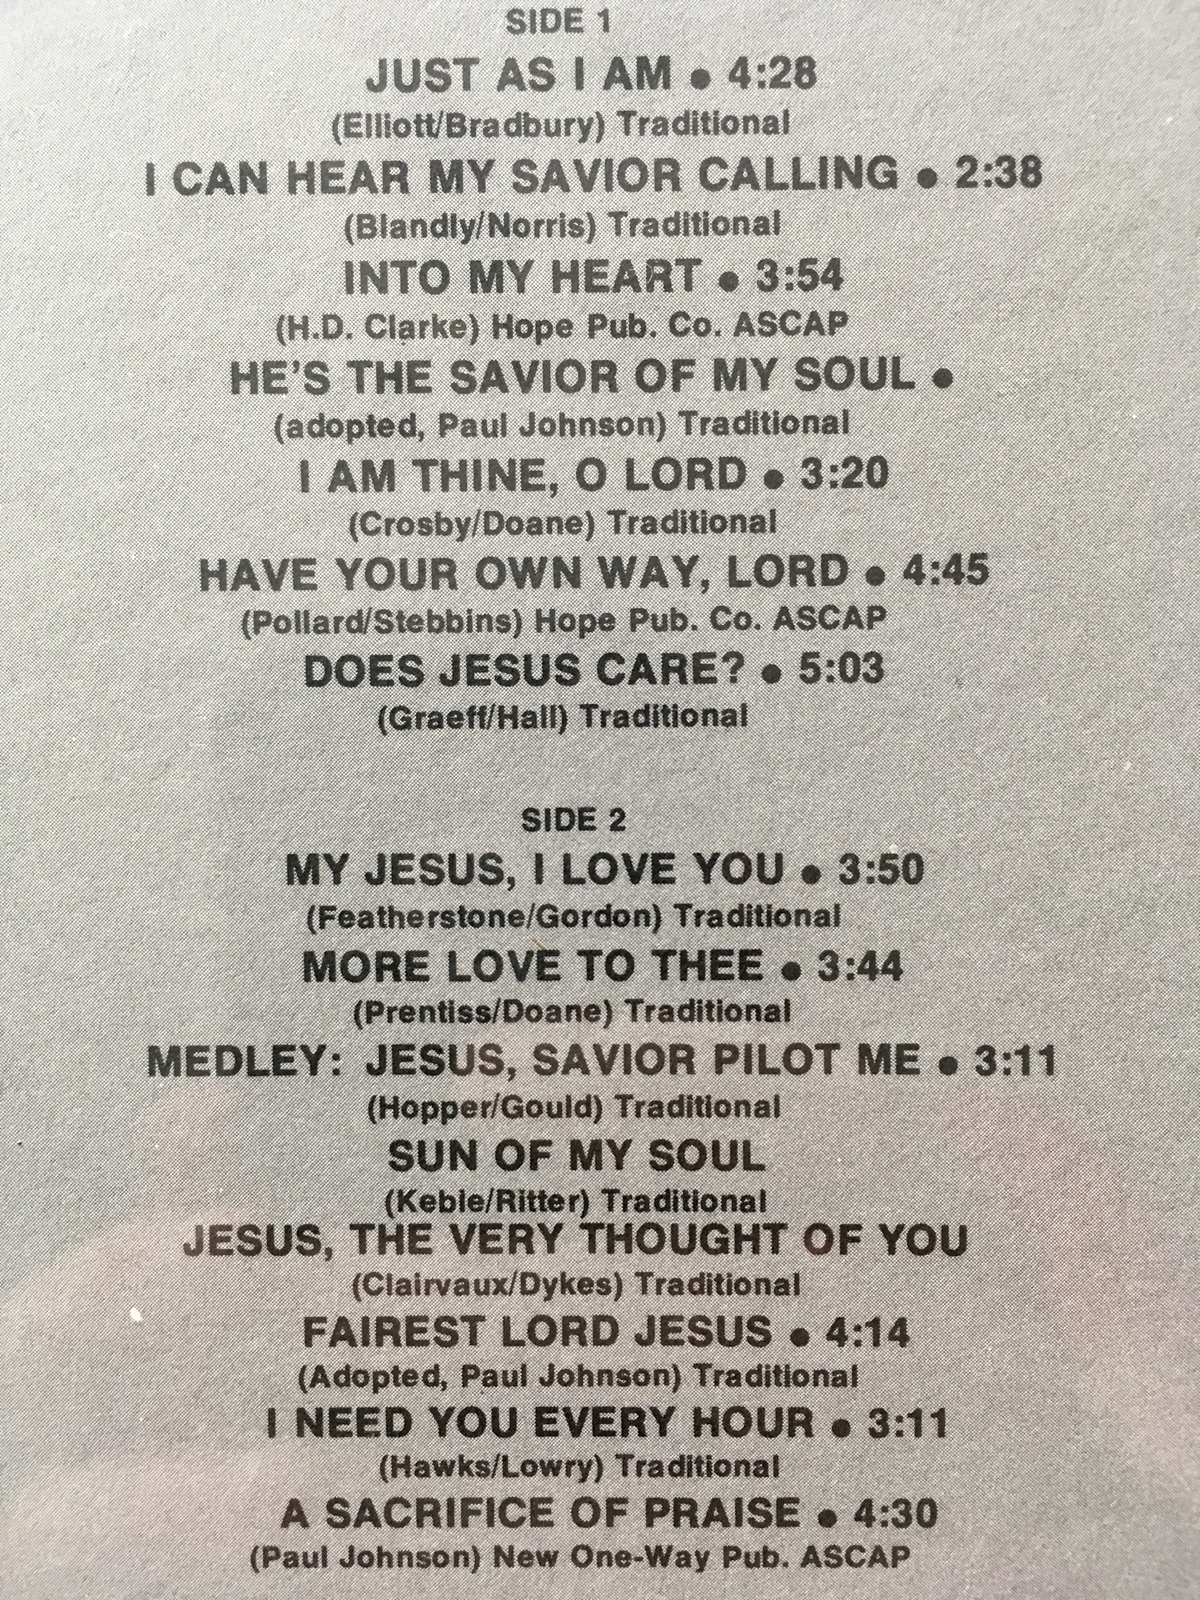 SIDE 1
JUST AS I AM ● 4:28
(Elliott/Bradbury) Traditional
I CAN HEAR MY SAVIOR CALLING ● 2:38
(Blandly/Norris) Traditional
INTO MY HEART ● 3:54
(H.D. Clarke) Hope Pub. Co. ASCAP
HE'S THE SAVIOR OF MY SOUL ●
(adopted, Paul Johnson) Traditional
I AM THINE, O LORD ● 3:20
(Crosby/Doane) Traditional
HAVE YOUR OWN WAY, LORD ● 4:45
(Pollard/Stebbins) Hope Pub. Co. ASCAP
DOES JESUS CARE? ● 5:03
(Graeff/Hall) Traditional
SIDE 2
MY JESUS, I LOVE YOU ● 3:50
(Featherstone/Gordon) Traditional
MORE LOVE TO THEE ● 3:44
(Prentiss/Doane) Traditional
MEDLEY: JESUS, SAVIOR PILOT ME ● 3:11
(Hopper/Gould) Traditional
SUN OF MY SOUL
(Keble/Ritter) Traditional
JESUS, THE VERY THOUGHT OF YOU
(Clairvaux/Dykes) Traditional
FAIREST LORD JESUS ● 4:14
(Adopted, Paul Johnson) Traditional
I NEED YOU EVERY HOUR ● 3:11
(Hawks/Lowry) Traditional
A SACRIFICE OF PRAISE ● 4:30
(Paul Johnson) New One-Way Pub. ASCAP